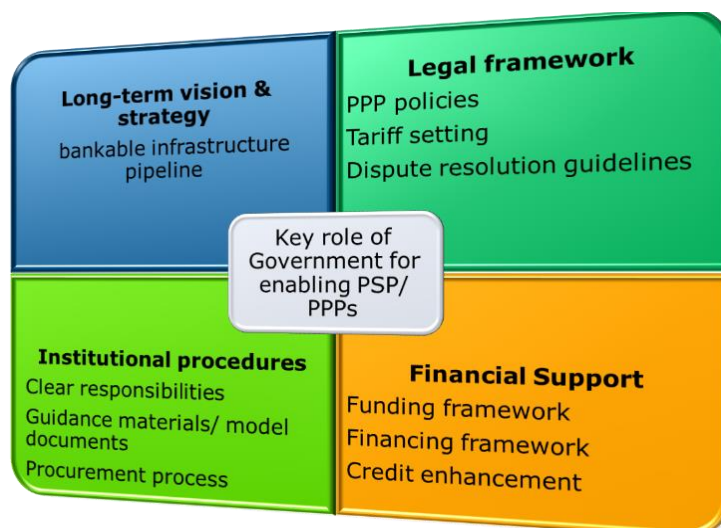 Long-term vision &
strategy
bankable infrastructure
pipeline
Legal framework
PPP policies
Tariff setting
Dispute resolution guidelines
Key role of
Government for
enabling PSP/
PPPs
Institutional procedures
Clear responsibilities
Guidance materials/ model
documents
Procurement process
Financial Support
Funding framework
Financing framework
Credit enhancement